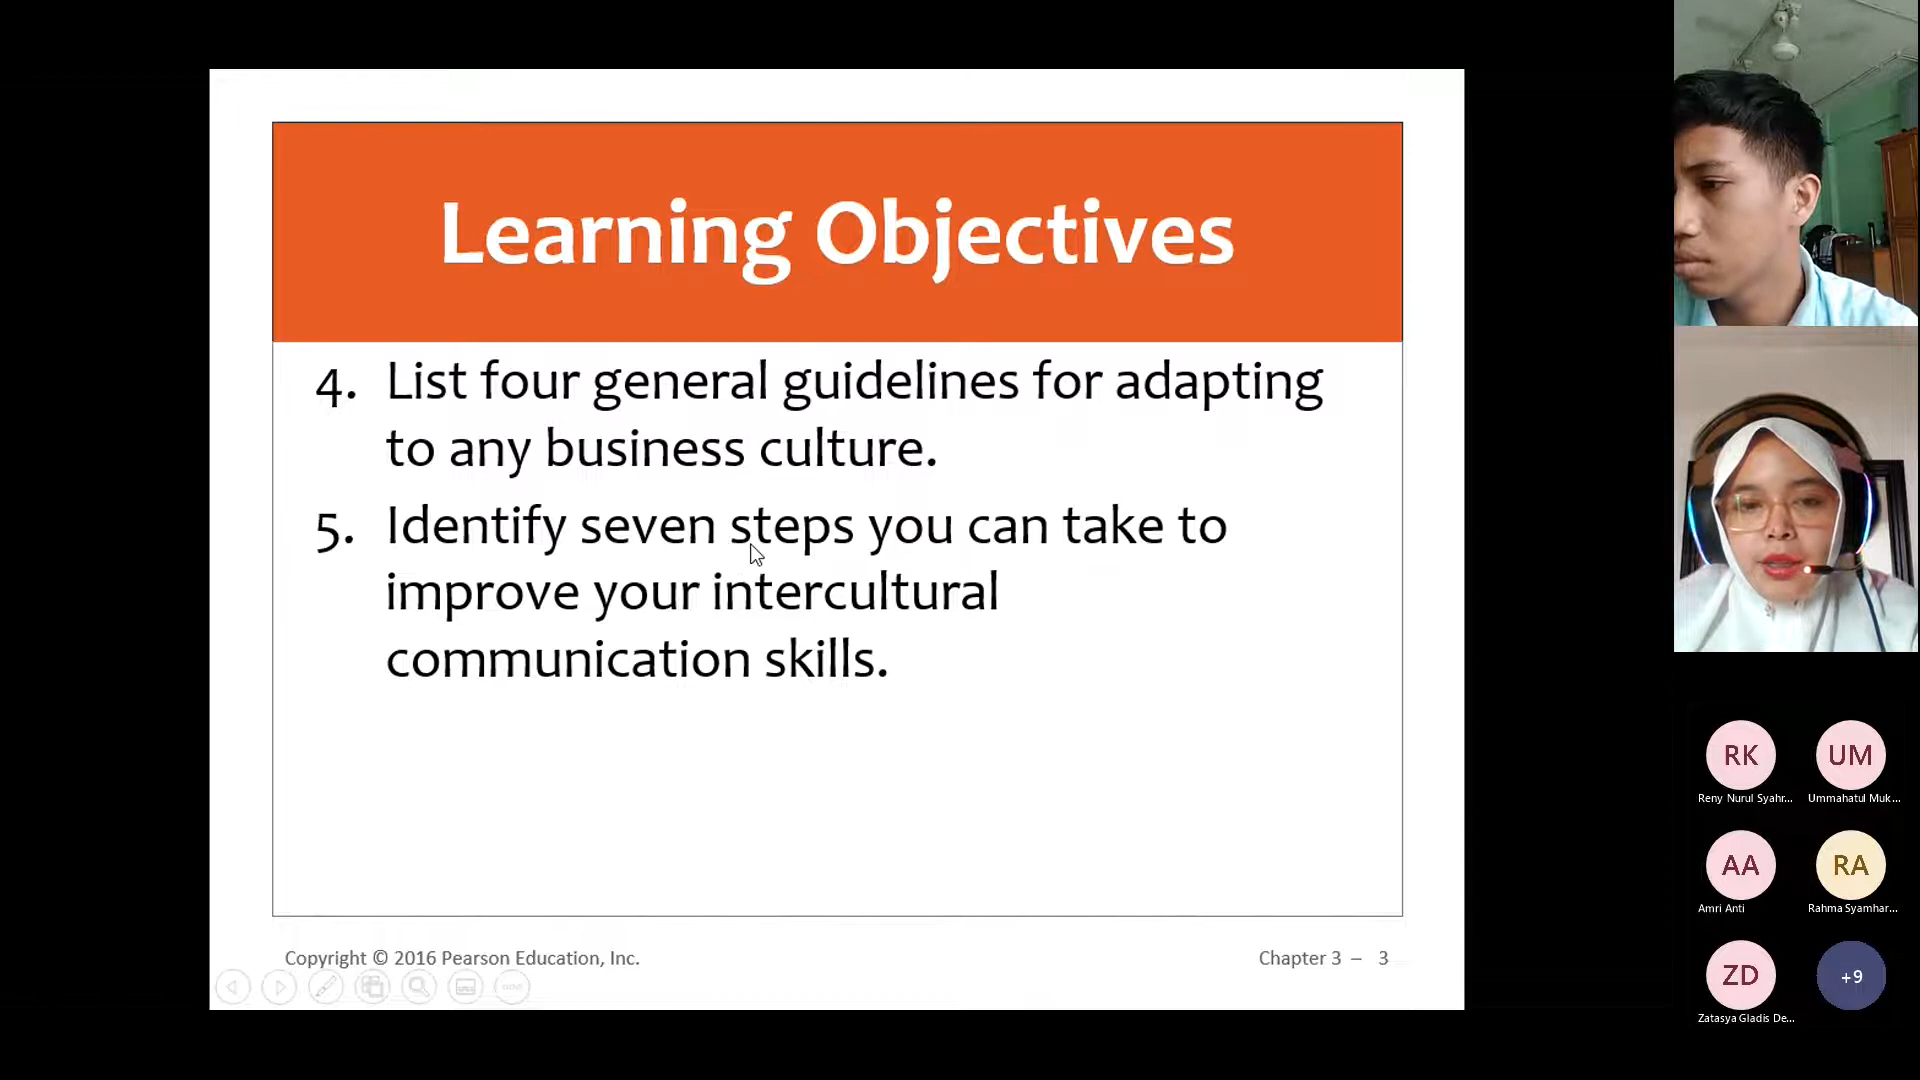 Learning Objectives
4. List four general guidelines for adapting
to any business culture.
5. Identify seven steps you can take to
improve your intercultural
communication skills.
Copyright © 2016 Pearson Education, Inc.
Chapter 3 – 3
RK
UM
Reny Nurul Syahr...
Ummahatul Muk...
AA
RA
Amri Anti
Rahma Syamhar...
ZD
+9
Zatasya Gladis De...